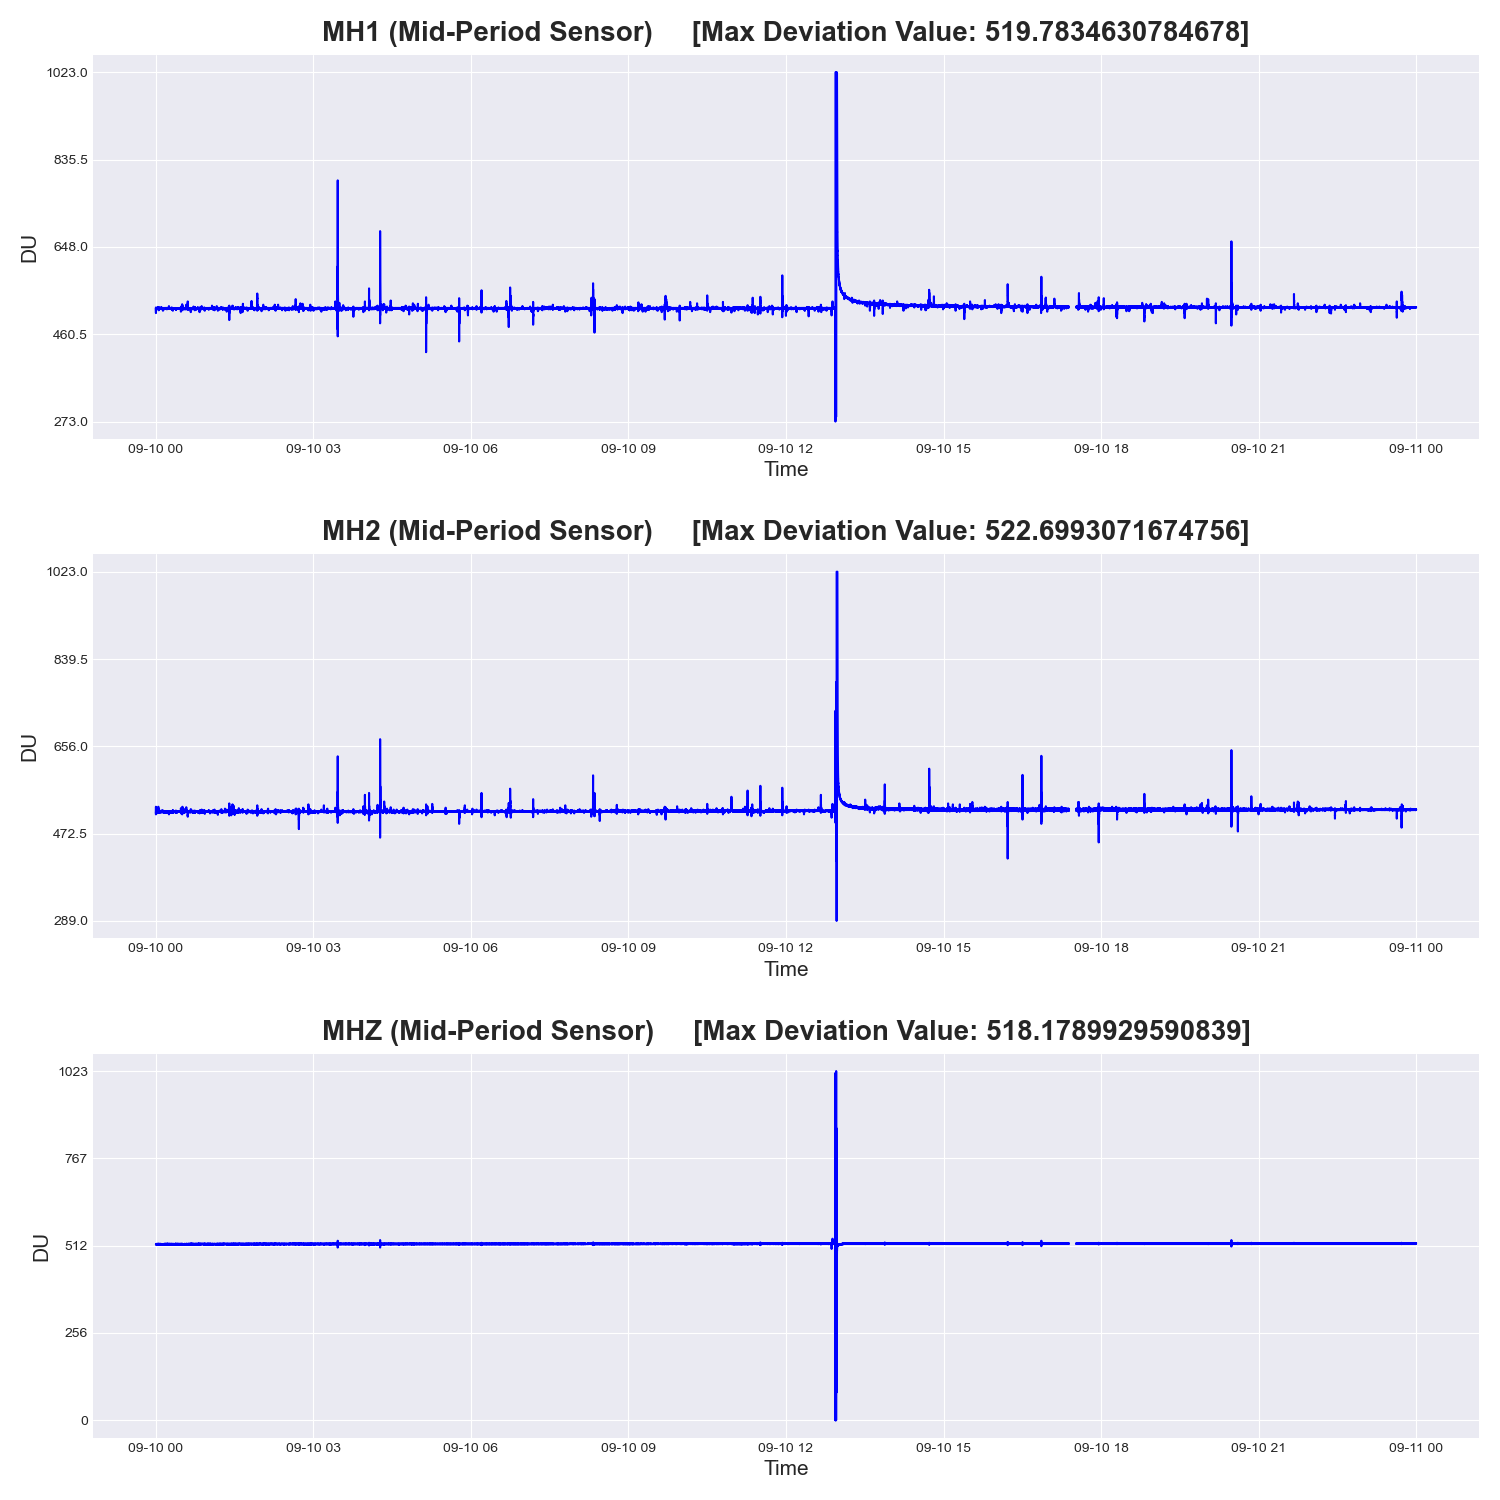 MH1 (Mid-Period Sensor) [Max Deviation Value: 519.7834630784678]
1023.0
835.5
648.0
460.5
273.0
DU
09-10 00 09-10 03 09-10 06 09-10 09 09-10 12 09-10 15 09-10 18 09-10 21 09-11 00
Time
MH2 (Mid-Period Sensor) [Max Deviation Value: 522.6993071674756]
1023.0
839.5
656.0
472.5
289.0
DU
09-10 00 09-10 03 09-10 06 09-10 09 09-10 12 09-10 15 09-10 18 09-10 21 09-11 00
Time
MHZ (Mid-Period Sensor) [Max Deviation Value: 518.1789929590839]
1023
767
512
256
0
DU
09-10 00 09-10 03 09-10 06 09-10 09 09-10 12 09-10 15 09-10 18 09-10 21 09-11 00
Time